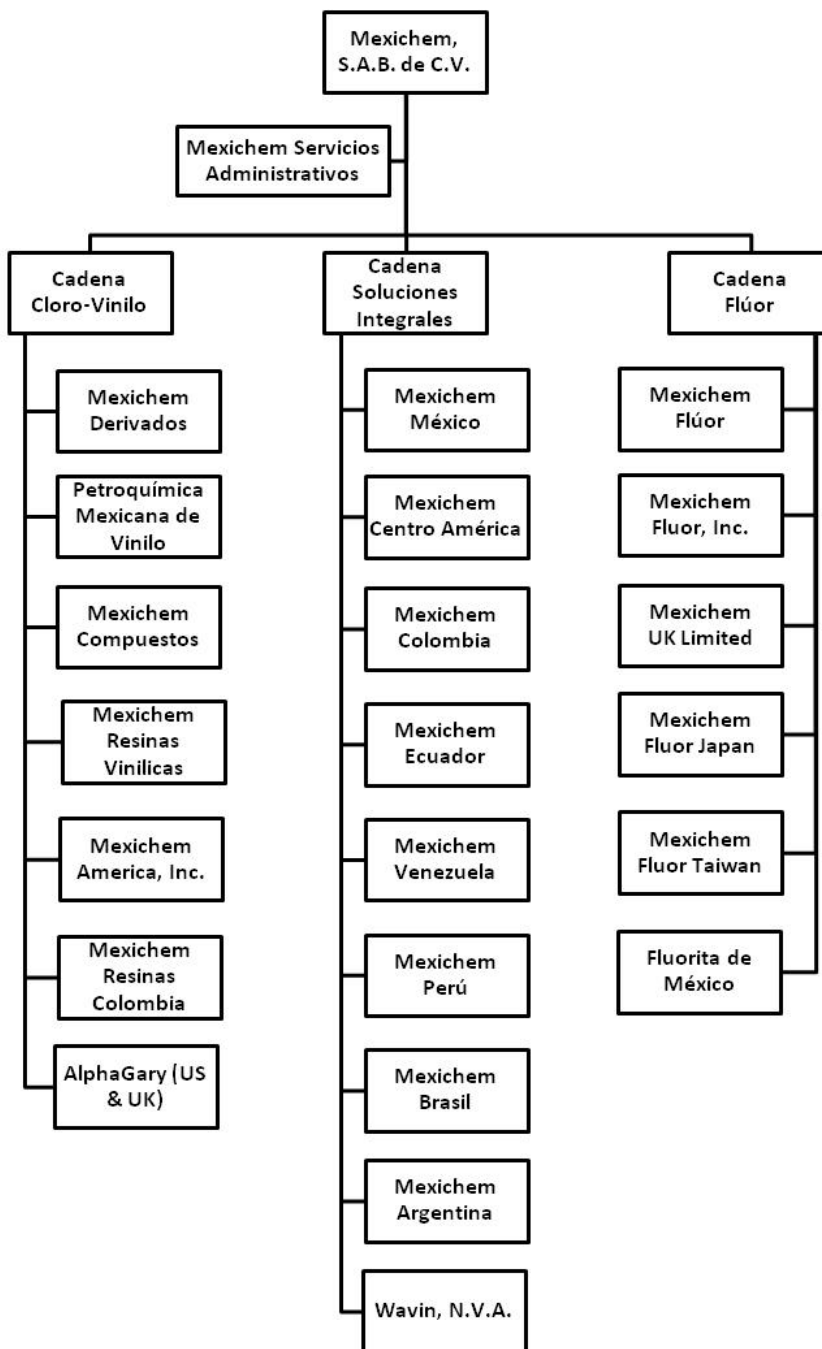 Mexichem,
S.A.B. de C.V.
Mexichem Servicios
Administrativos
Cadena
Cloro-Vinilo
Cadena
Soluciones
Integrales
Cadena
Flúor
Mexichem
Derivados
Petroquímica
Mexicana de
Vinilo
Mexichem
Compuestos
Mexichem
Resinas
Vinilicas
Mexichem
America, Inc.
Mexichem
Resinas
Colombia
AlphaGary (US
& UK)
Mexichem
México
Mexichem
Centro América
Mexichem
Colombia
Mexichem
Ecuador
Mexichem
Venezuela
Mexichem
Perú
Mexichem
Brasil
Mexichem
Argentina
Wavin, N.V.A.
Mexichem
Flúor
Mexichem
Fluor, Inc.
Mexichem
UK Limited
Mexichem
Fluor Japan
Mexichem
Fluor Taiwan
Fluorita de
México